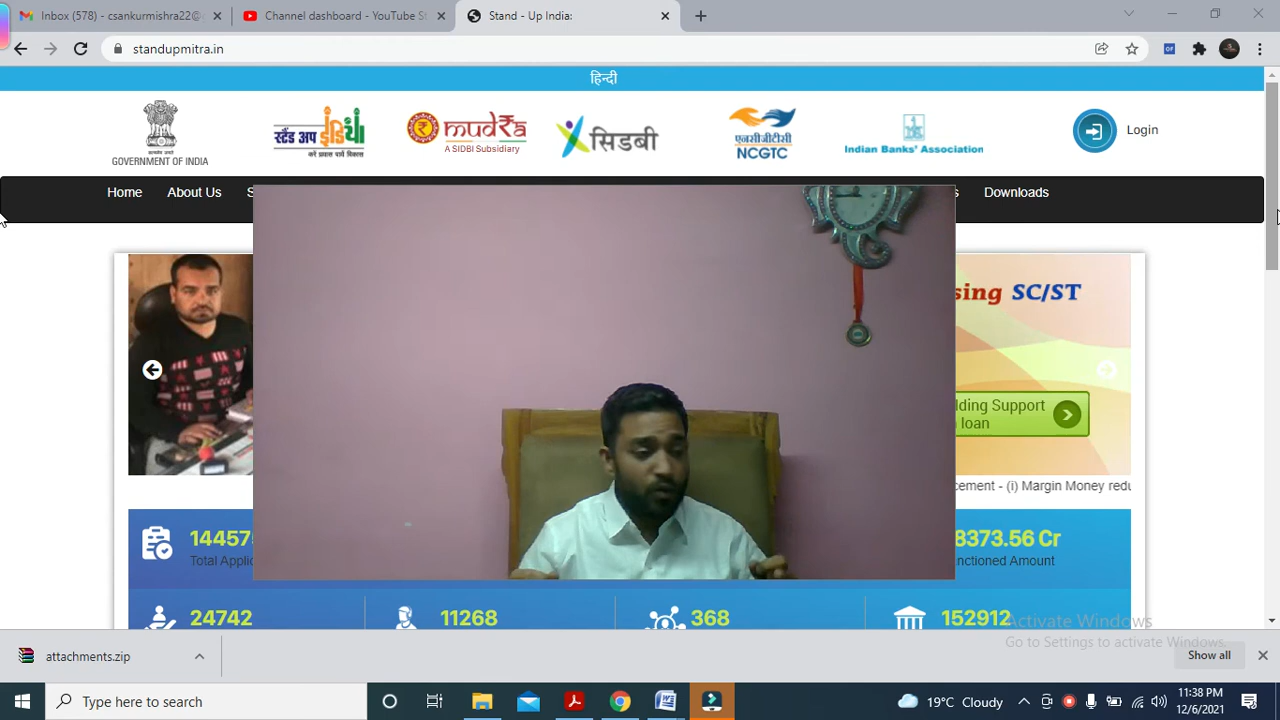 Inbox (578) - csankumishra22@g
Channel dashboard - YouTube St
Stand - Up India
standupmitra.in
हिन्दी
GOVERNMENT OF INDIA
स्टैंड अप इंडिया
mudra
A SIDBI Subsidiary
सिडबी
एनसीजीटीसी
NCGTC
Indian Banks' Association
Login
Home
About Us
S
s
Downloads
sing SC/ST
lding Support
loan
cement - (i) Margin Money redu
14457
Total Applic
8373.56 Cr
nctioned Amount
24742
11268
368
152912
Activate Windows
Go to Settings to activate Windows.
attachments.zip
Show all
Type here to search
19°C Cloudy
11:38 PM
12/6/2021